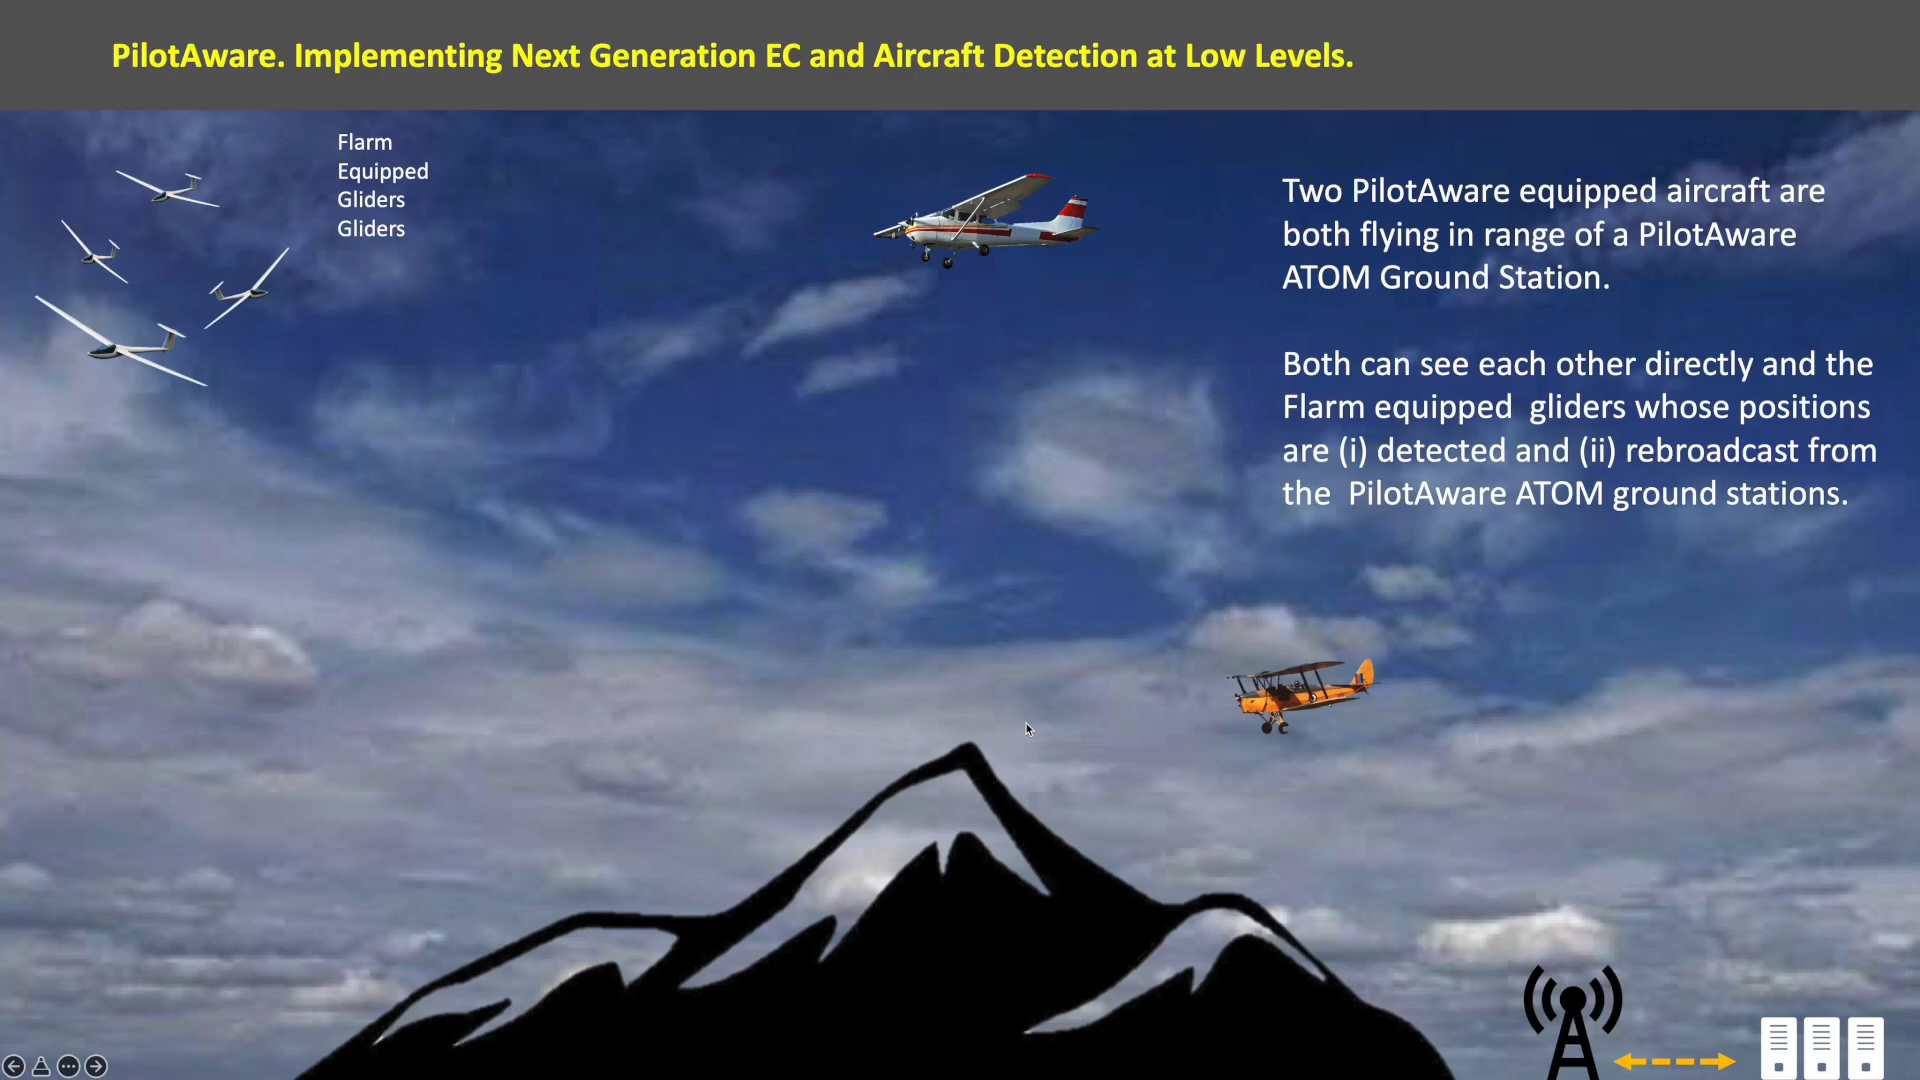 PilotAware. Implementing Next Generation EC and Aircraft Detection at Low Levels.
Flarm
Equipped
Gliders
Gliders
Two PilotAware equipped aircraft are
both flying in range of a PilotAware
ATOM Ground Station.
Both can see each other directly and the
Flarm equipped  gliders whose positions
are (i) detected and (ii) rebroadcast from
the  PilotAware ATOM ground stations.